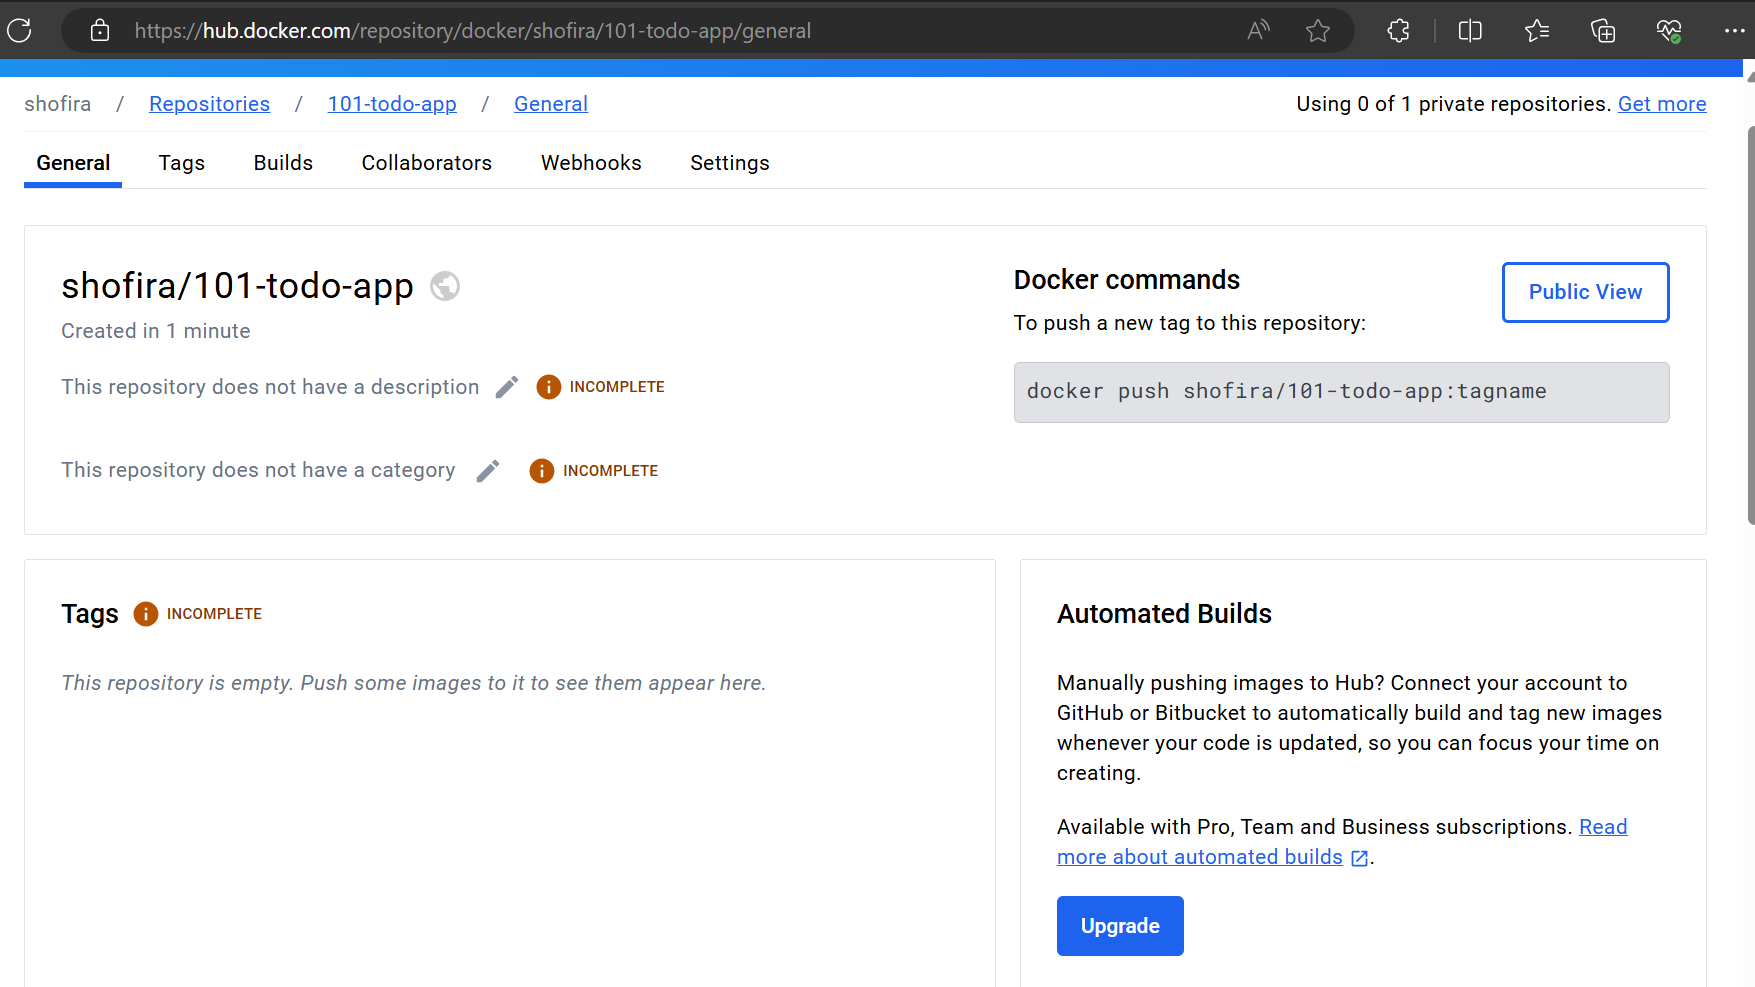 https://hub.docker.com/repository/docker/shofira/101-todo-app/general
shofira / Repositories / 101-todo-app / General
Using 0 of 1 private repositories. Get more
General Tags Builds Collaborators Webhooks Settings
shofira/101-todo-app
Created in 1 minute
This repository does not have a description INCOMPLETE
This repository does not have a category INCOMPLETE
Docker commands
Public View
To push a new tag to this repository:
docker push shofira/101-todo-app:tagname
Tags INCOMPLETE
This repository is empty. Push some images to it to see them appear here.
Automated Builds
Manually pushing images to Hub? Connect your account to
GitHub or Bitbucket to automatically build and tag new images
whenever your code is updated, so you can focus your time on
creating.
Available with Pro, Team and Business subscriptions. Read
more about automated builds .
Upgrade